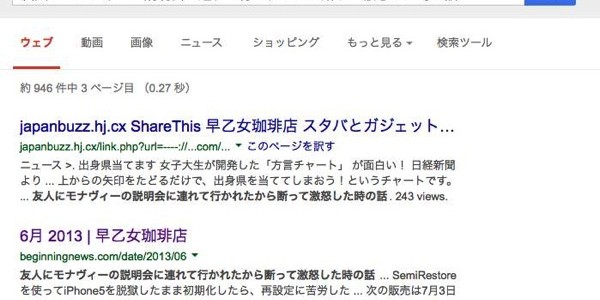 ウェブ 動画 画像 ニュース ショッピング もっと見る 検索ツール
約 946 件中 3 ページ目 （0.27 秒）
japanbuzz.hj.cx ShareThis 早乙女珈琲店 スタバとガジェット…
japanbuzz.hj.cx/link.php?url=----://...com/... このページを訳す
ニュース >. 出身県当てます 女子大生が開発した「方言チャート」 が面白い！ 日経新聞
より ... 上からの矢印をたどるだけで、出身県を当ててしまおう！というチャートです。
... 友人にモナヴィーの説明会に連れて行かれたから断って激怒した時の話. 243 views.
6月 2013 | 早乙女珈琲店
beginningnews.com/date/2013/06
友人にモナヴィーの説明会に連れて行かれたから断って激怒した時の話 ... SemiRestore
を使ってiPhone5を脱獄したまま初期化したら、再設定に苦労した ... 次の販売は7月3日